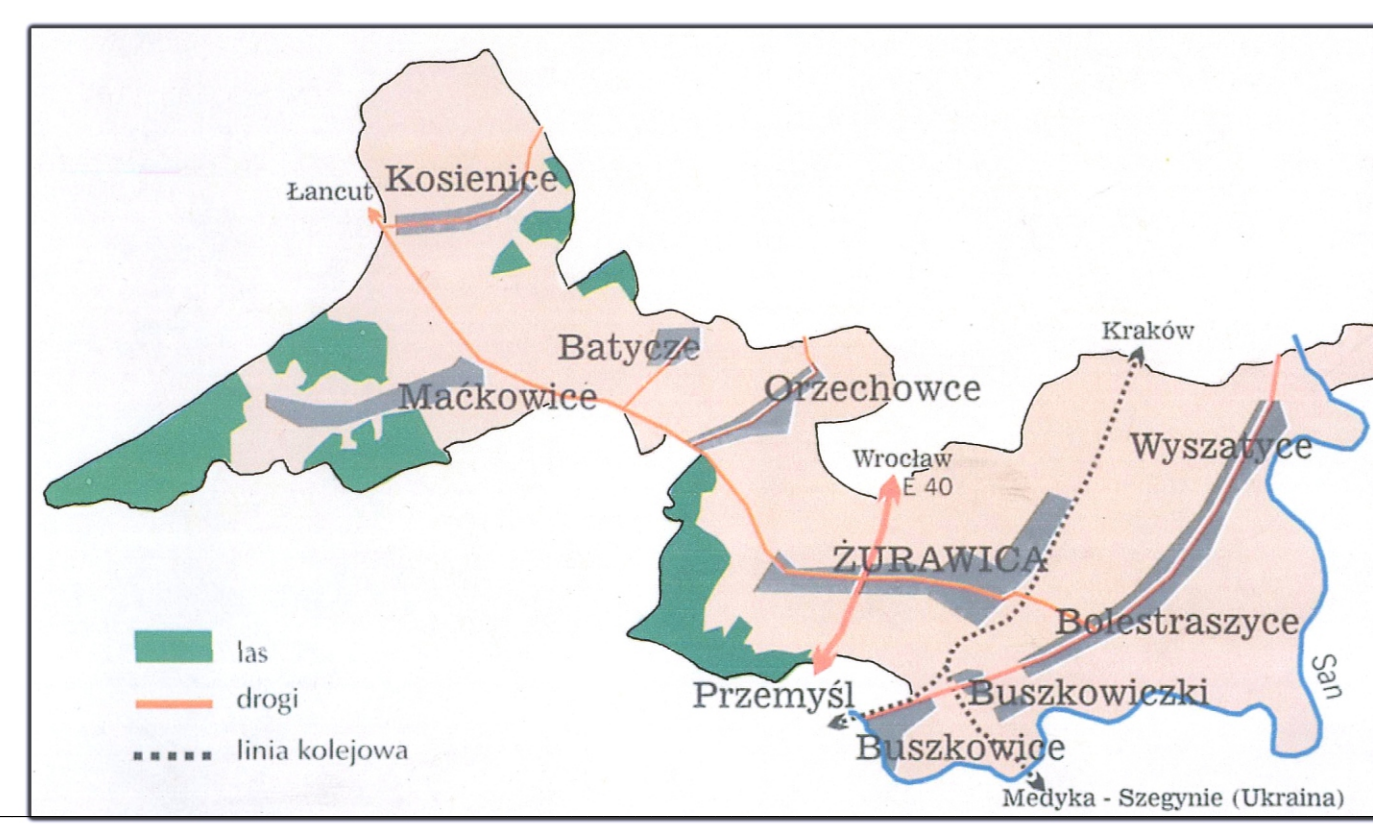 Kosienice
Łancut
Kraków
Batycze
Orzechowce
Maćkowice
Wyszatyce
Wrocław
E 40
ŻURAWICA
Bolestraszyce
las
San
Przemyśl
Buszkowiczki
drogi
Buszkowice
linia kolejowa
Medyka - Szegynie (Ukraina)